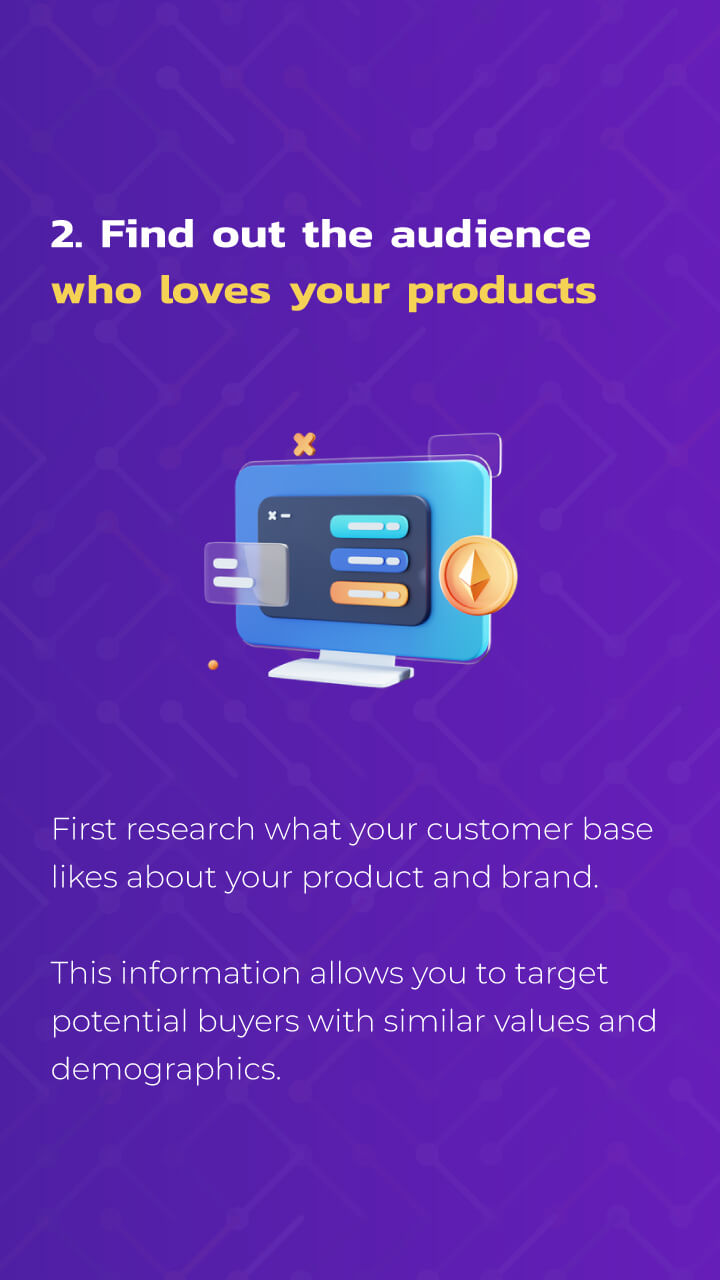 2. Find out the audience
who loves your products
First research what your customer base
likes about your product and brand.
This information allows you to target
potential buyers with similar values and
demographics.